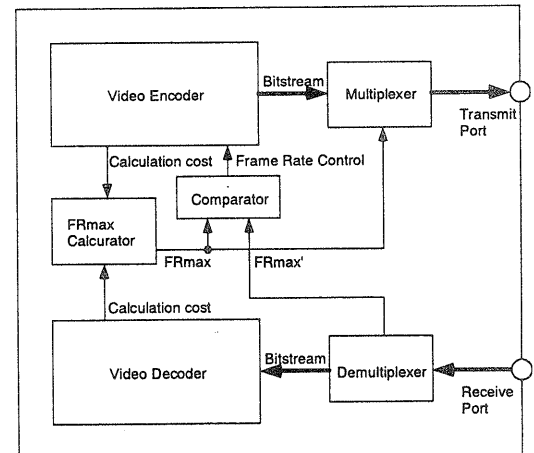 Video Encoder
Bitstream
Multiplexer
Transmit
Port
Calculation cost
Frame Rate Control
Comparator
FRmax
Calcurator
FRmax
FRmax'
Calculation cost
Video Decoder
Bitstream
Demultiplexer
Receive
Port